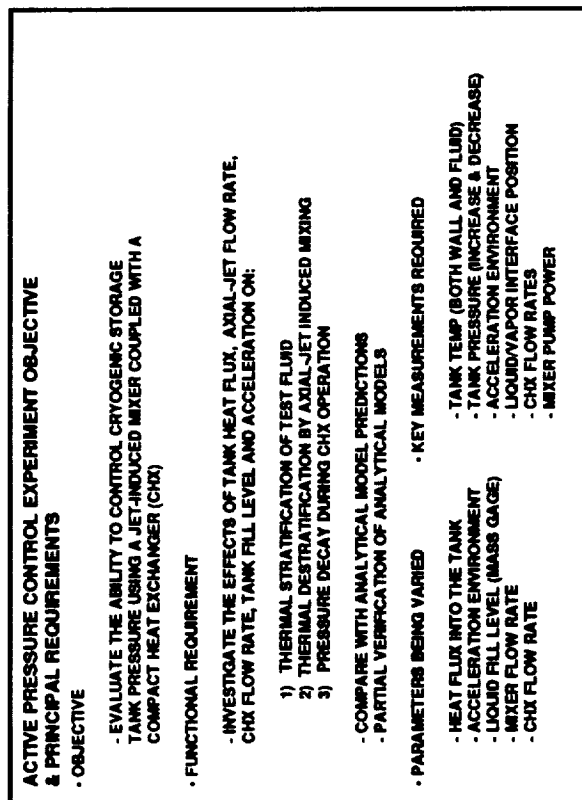 ACTIVE PRESSURE CONTROL EXPERIMENT OBJECTIVE
& PRINCIPAL REQUIREMENTS
- OBJECTIVE
- EVALUATE THE ABILITY TO CONTROL CRYOGENIC STORAGE
TANK PRESSURE USING A JET-INDUCED MIXER COUPLED WITH A
COMPACT HEAT EXCHANGER (CHX)
- FUNCTIONAL REQUIREMENT
- INVESTIGATE THE EFFECTS OF TANK HEAT FLUX, AXIAL-JET FLOW RATE,
CHX FLOW RATE, TANK FILL LEVEL AND ACCELERATION ON:
1) THERMAL STRATIFICATION OF TEST FLUID
2) THERMAL DESTRATIFICATION BY AXIAL-JET INDUCED MIXING
3) PRESSURE DECAY DURING CHX OPERATION
- COMPARE WITH ANALYTICAL MODEL PREDICTIONS
- PARTIAL VERIFICATION OF ANALYTICAL MODELS
- PARAMETERS BEING VARIED
- HEAT FLUX INTO THE TANK
- ACCELERATION ENVIRONMENT
- LIQUID FILL LEVEL (MASS GAGE)
- MIXER FLOW RATE
- CHX FLOW RATE
- KEY MEASUREMENTS REQUIRED
- TANK TEMP (BOTH WALL AND FLUID)
- TANK PRESSURE (INCREASE & DECREASE)
- ACCELERATION ENVIRONMENT
- LIQUID/VAPOR INTERFACE POSITION
- CHX FLOW RATES
- MIXER PUMP POWER